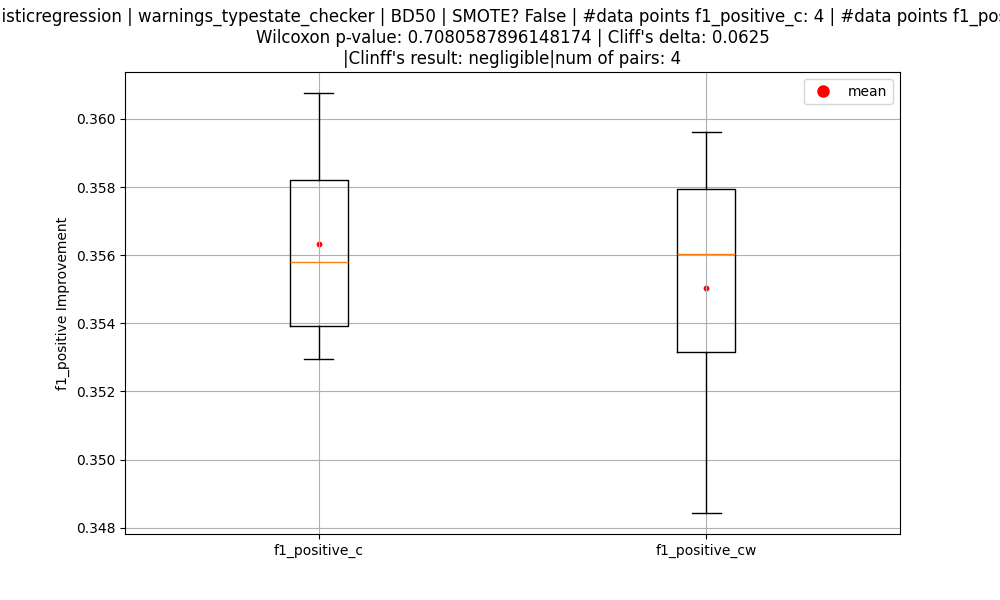 isticregression | warnings_typestate_checker | BD50 | SMOTE? False | #data points f1_positive_c: 4 | #data points f1_pos
Wilcoxon p-value: 0.7080587896148174 | Cliff's delta: 0.0625
|Clinff's result: negligible|num of pairs: 4
mean
0.360
0.358
0.356
0.354
0.352
0.350
0.348
f1_positive Improvement
f1_positive_c
f1_positive_cw